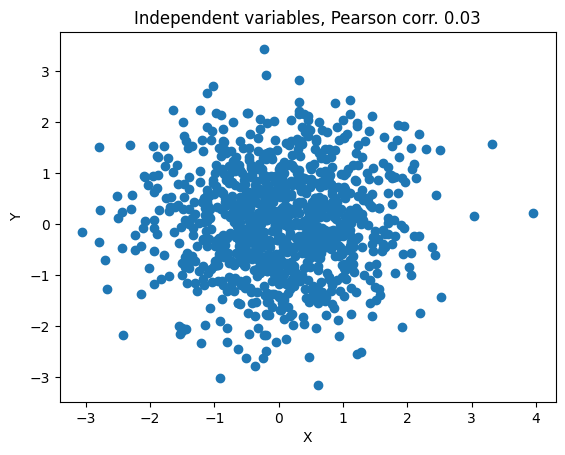 Independent variables, Pearson corr. 0.03
3
2
1
0
−1
−2
−3
Y
−3 −2 −1 0 1 2 3 4
X